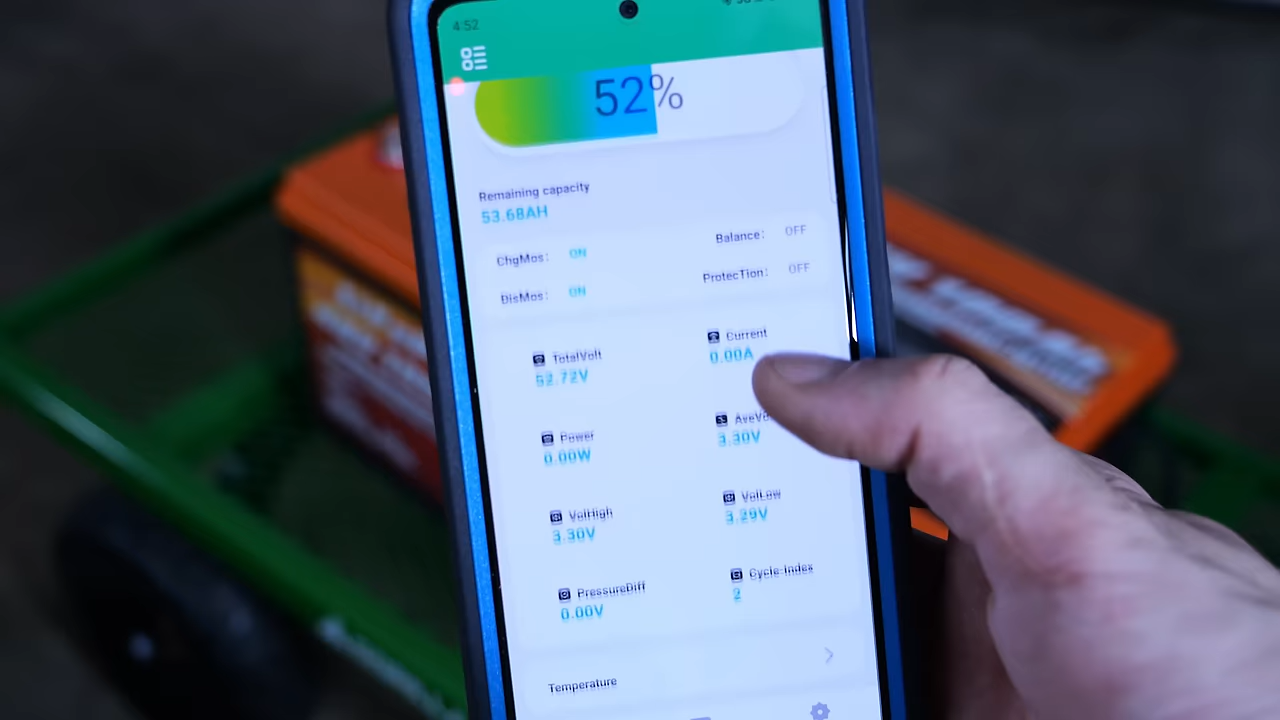 4:52
52%
Remaining capacity
53.68AH
ChgMos: ON
Balance: OFF
DisMos: ON
ProtecTion: OFF
TotalVolt
52.72V
Current
0.00A
Power
0.00W
3.30V
VolHigh
3.30V
VolLow
3.29V
PressureDiff
0.00V
Cycle-Index
2
Temperature